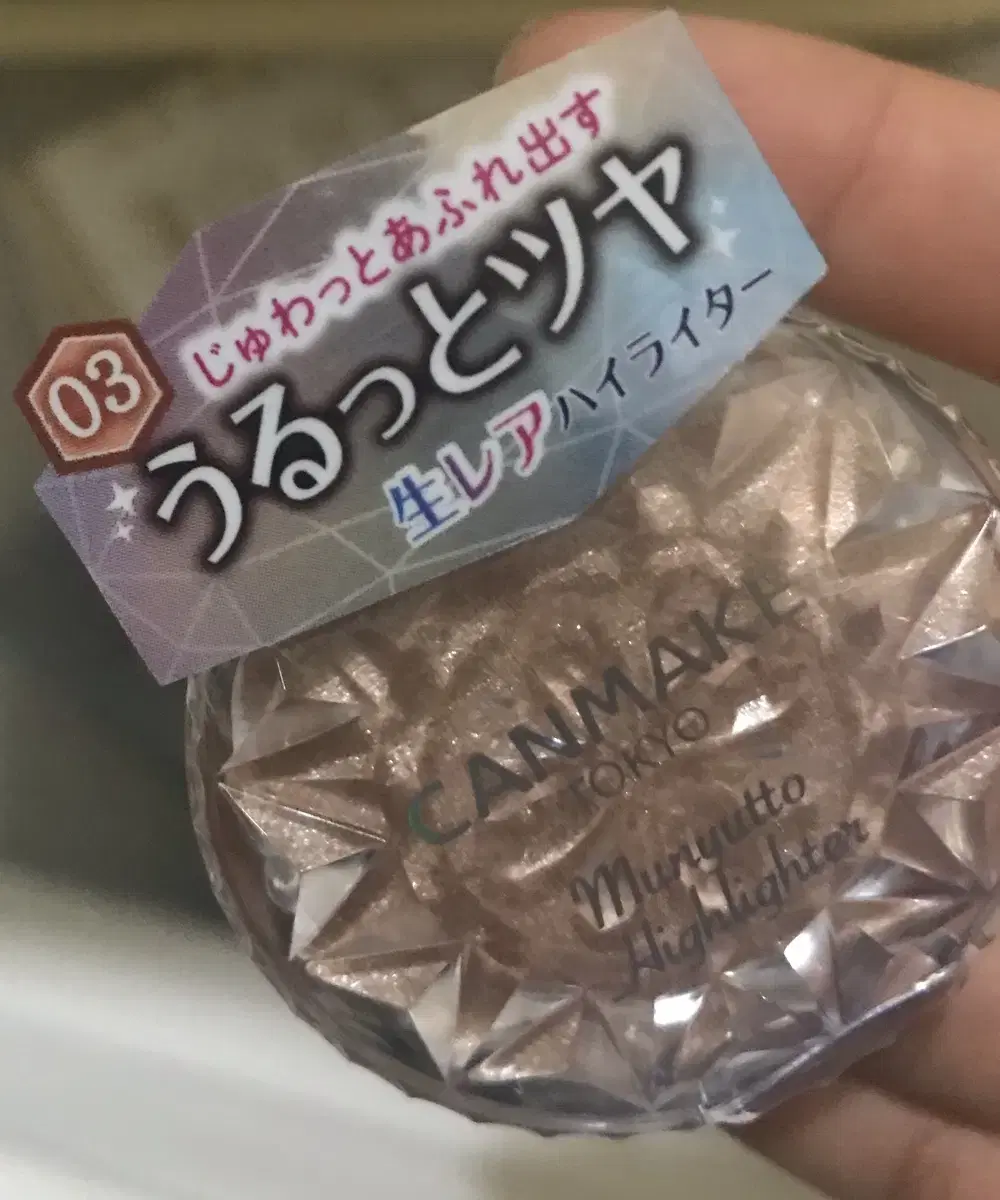 じゅわっとあふれ出す
うるっとツヤ
生レアハイライター
03
CANMAKE
TOKYO
Munyutto
Highlighter